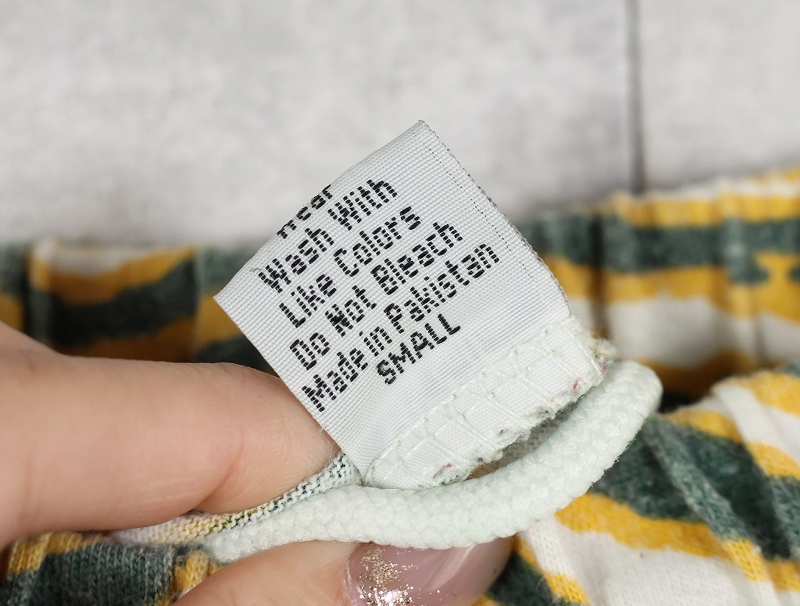 Wash With
Like Colors
Do Not Bleach
Made in Pakistan
SMALL